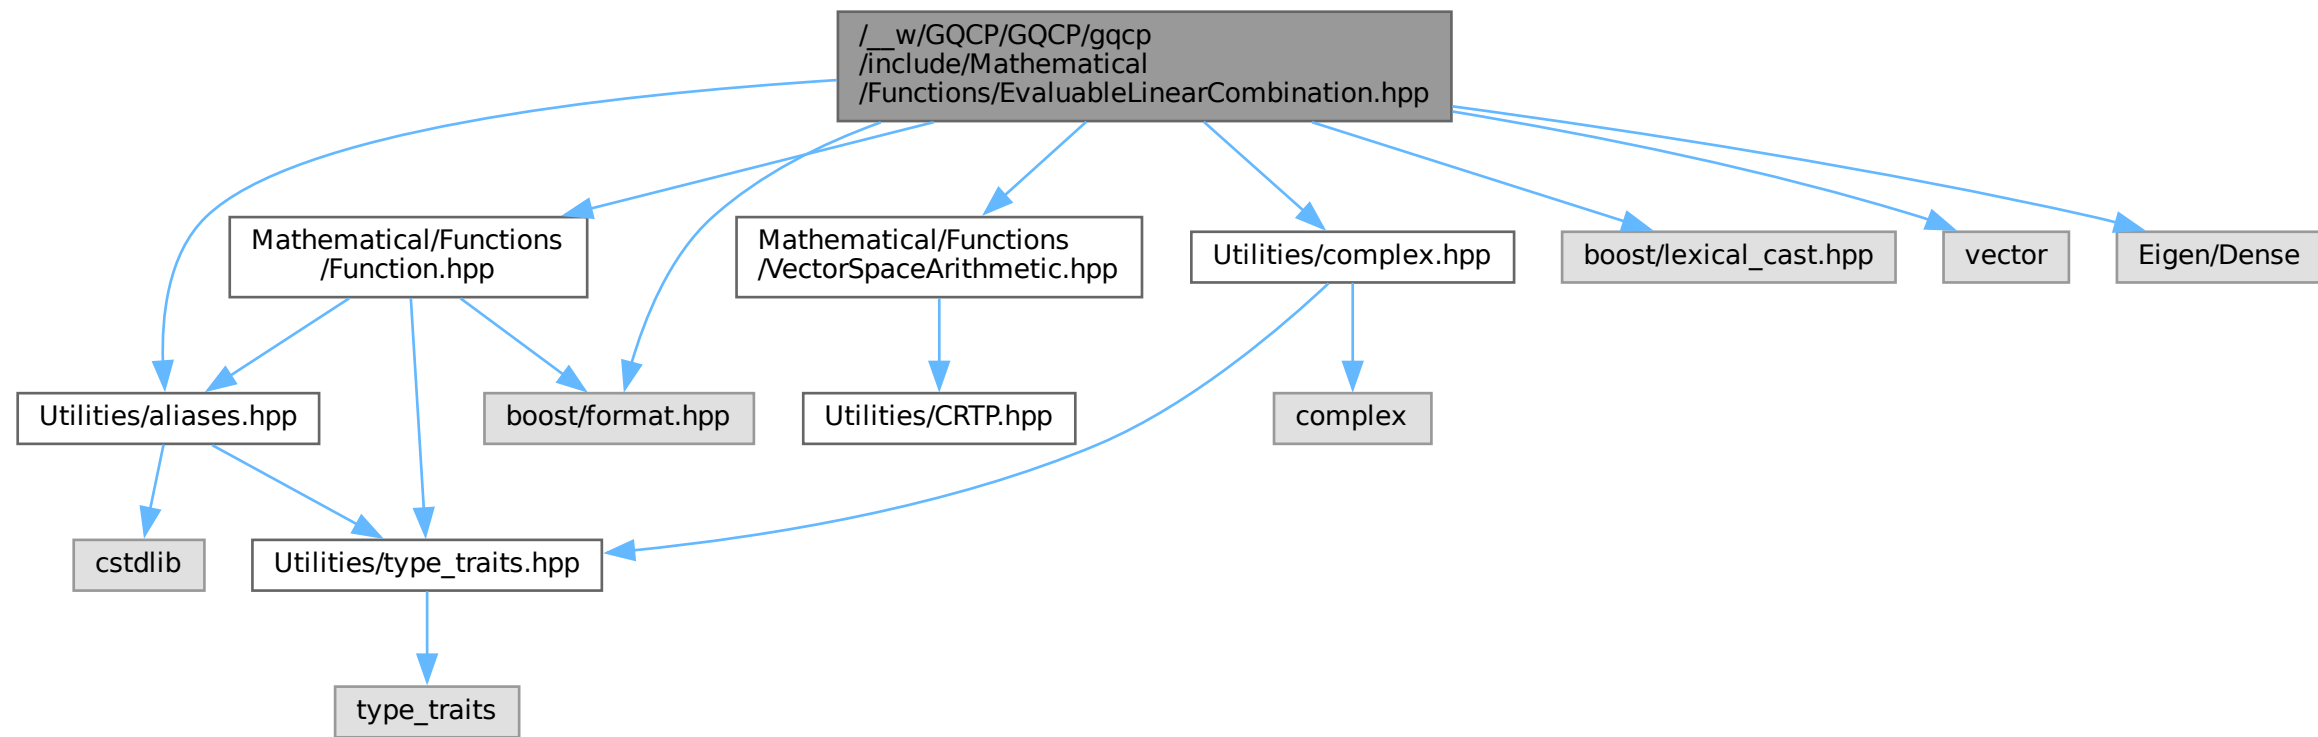 /__w/GQCP/GQCP/gqcp
/include/Mathematical
/Functions/EvaluableLinearCombination.hpp
Mathematical/Functions
/Function.hpp
Mathematical/Functions
/VectorSpaceArithmetic.hpp
Utilities/complex.hpp
boost/lexical_cast.hpp
vector
Eigen/Dense
Utilities/aliases.hpp
boost/format.hpp
Utilities/CRTP.hpp
complex
cstdlib
Utilities/type_traits.hpp
type_traits